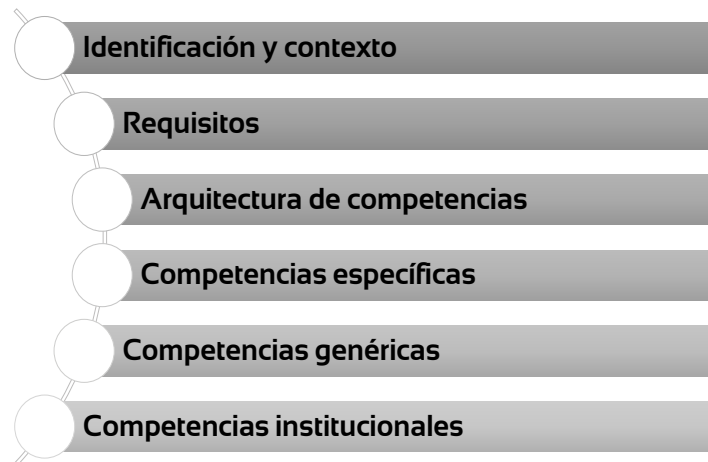 Identificación y contexto
Requisitos
Arquitectura de competencias
Competencias específicas
Competencias genéricas
Competencias institucionales